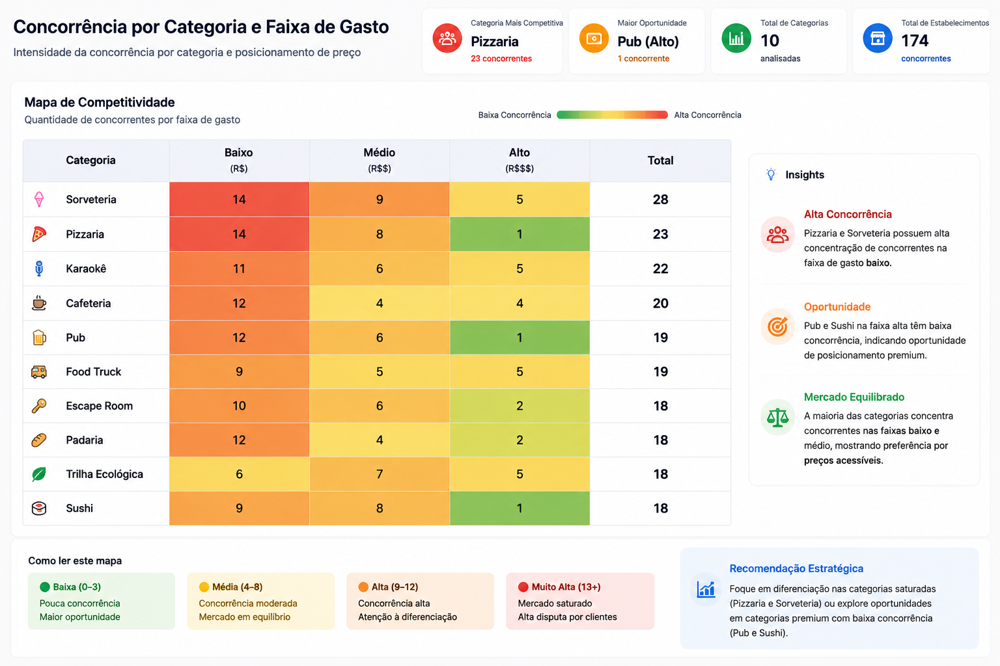 Concorrência por Categoria e Faixa de Gasto
Intensidade da concorrência por categoria e posicionamento de preço
Categoria Mais Competitiva
Pizzaria
23 concorrentes
Maior Oportunidade
Pub (Alto)
1 concorrente
Total de Categorias
10
analisadas
Total de Estabelecimentos
174
concorrentes
Mapa de Competitividade
Quantidade de concorrentes por faixa de gasto
Baixa Concorrência
Alta Concorrência
Categoria Baixo Médio Alto Total
(R$) (R$$) (R$$$)
Sorveteria 14 9 5 28
Pizzaria 14 8 1 23
Karaokê 11 6 5 22
Cafeteria 12 4 4 20
Pub 12 6 1 19
Food Truck 9 5 5 19
Escape Room 10 6 2 18
Padaria 12 4 2 18
Trilha Ecológica 6 7 5 18
Sushi 9 8 1 18
Insights
Alta Concorrência
Pizzaria e Sorveteria possuem alta
concentração de concorrentes na
faixa de gasto baixo.
Oportunidade
Pub e Sushi na faixa alta têm baixa
concorrência, indicando oportunidade
de posicionamento premium.
Mercado Equilibrado
A maioria das categorias concentra
concorrentes nas faixas baixo e
médio, mostrando preferência por
preços acessíveis.
Como ler este mapa
Baixa (0–3)
Pouca concorrência
Maior oportunidade
Média (4–8)
Concorrência moderada
Mercado em equilíbrio
Alta (9–12)
Concorrência alta
Atenção à diferenciação
Muito Alta (13+)
Mercado saturado
Alta disputa por clientes
Recomendação Estratégica
Foque em diferenciação nas categorias saturadas
(Pizzaria e Sorveteria) ou explore oportunidades
em categorias premium com baixa concorrência
(Pub e Sushi).